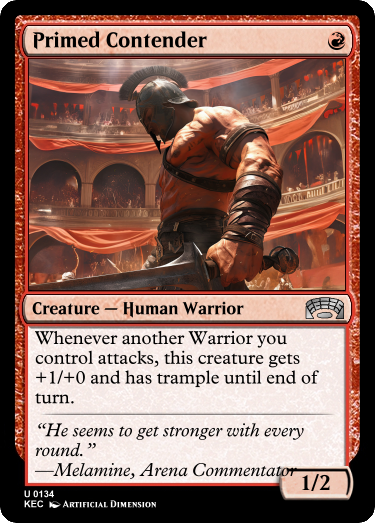 Primed Contender
Creature — Human Warrior
Whenever another Warrior you
control attacks, this creature gets
+1/+0 and has trample until end of
turn.
“He seems to get stronger with every
round.”
—Melamine, Arena Commentator
1/2
U 0134
KEC Artificial Dimension